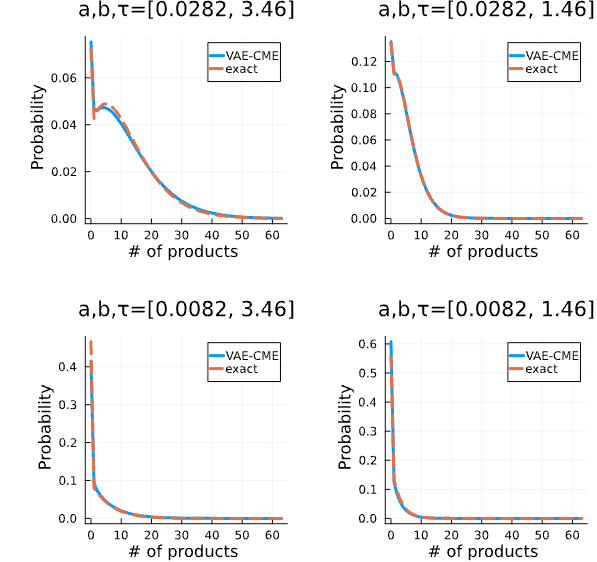 a,b,τ=[0.0282, 3.46]
VAE-CME
exact
Probability
0.06
0.04
0.02
0.00
0 10 20 30 40 50 60
# of products
a,b,τ=[0.0282, 1.46]
VAE-CME
exact
Probability
0.12
0.10
0.08
0.06
0.04
0.02
0.00
0 10 20 30 40 50 60
# of products
a,b,τ=[0.0082, 3.46]
VAE-CME
exact
Probability
0.4
0.3
0.2
0.1
0.0
0 10 20 30 40 50 60
# of products
a,b,τ=[0.0082, 1.46]
VAE-CME
exact
Probability
0.6
0.5
0.4
0.3
0.2
0.1
0.0
0 10 20 30 40 50 60
# of products